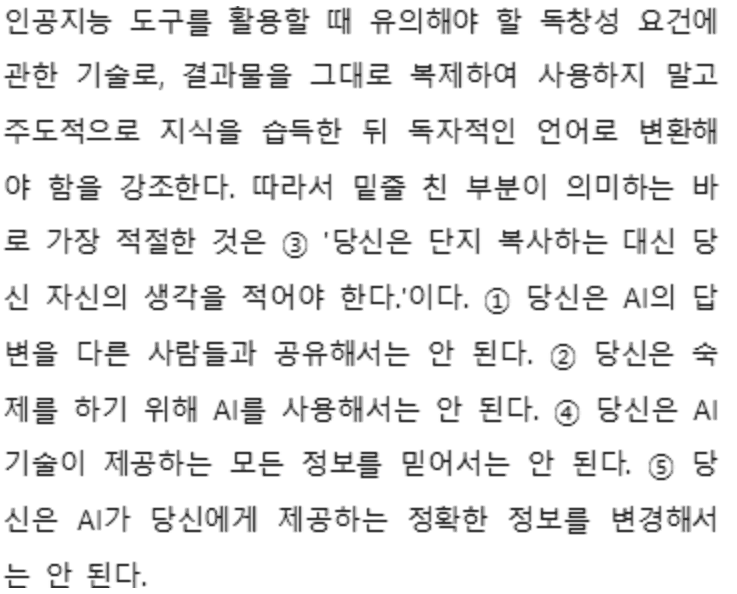 인공지능 도구를 활용할 때 유의해야 할 독창성 요건에
관한 기술로, 결과물을 그대로 복제하여 사용하지 말고
주도적으로 지식을 습득한 뒤 독자적인 언어로 변환해
야 함을 강조한다. 따라서 밑줄 친 부분이 의미하는 바
로 가장 적절한 것은 ③ '당신은 단지 복사하는 대신 당
신 자신의 생각을 적어야 한다.'이다. ① 당신은 AI의 답
변을 다른 사람들과 공유해서는 안 된다. ② 당신은 숙
제를 하기 위해 AI를 사용해서는 안 된다. ④ 당신은 AI
기술이 제공하는 모든 정보를 믿어서는 안 된다. ⑤ 당
신은 AI가 당신에게 제공하는 정확한 정보를 변경해서
는 안 된다.